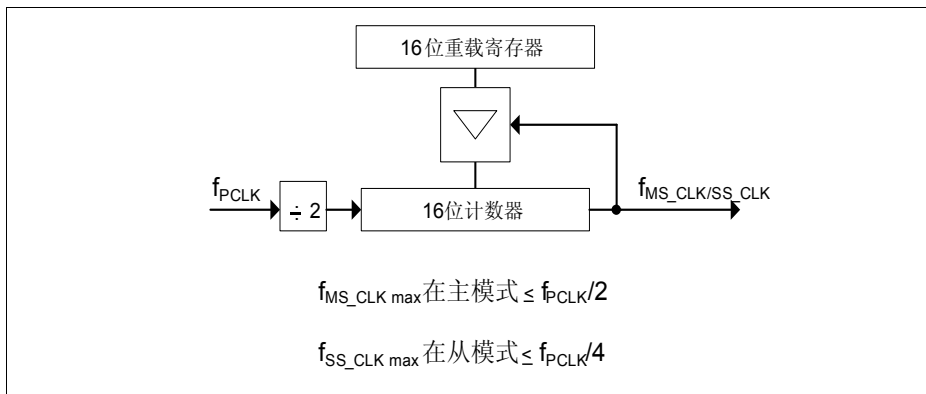 16位重载寄存器
fPCLK
÷ 2
16位计数器
fMS_CLK/SS_CLK
fMS_CLK max在主模式 ≤ fPCLK/2
fSS_CLK max在从模式 ≤ fPCLK/4